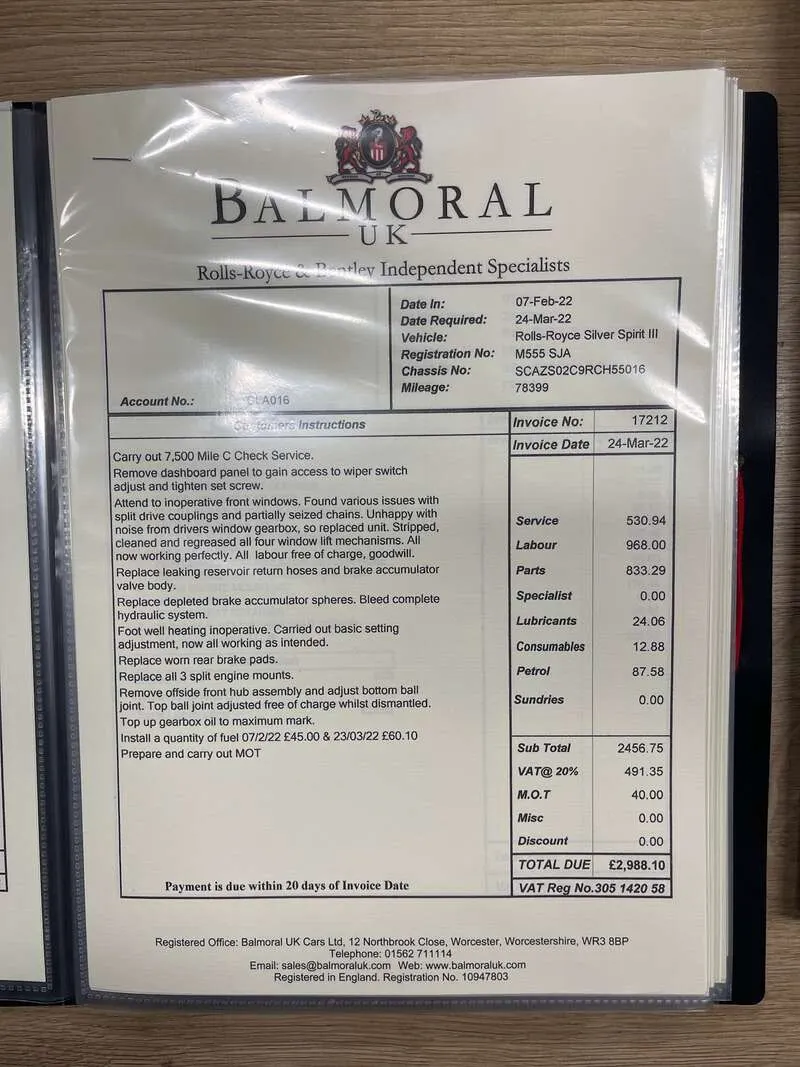 BALMORAL
UK
Rolls-Royce & Bentley Independent Specialists
Date In: 07-Feb-22
Date Required: 24-Mar-22
Vehicle: Rolls-Royce Silver Spirit III
Registration No: M555 SJA
Chassis No: SCAZS02C9RCH55016
Mileage: 78399
Account No.: SLA016
Customers Instructions
Invoice No: 17212
Invoice Date 24-Mar-22
Carry out 7,500 Mile C Check Service.
Remove dashboard panel to gain access to wiper switch
adjust and tighten set screw.
Attend to inoperative front windows. Found various issues with
split drive couplings and partially seized chains. Unhappy with
noise from drivers window gearbox, so replaced unit. Stripped,
cleaned and regreased all four window lift mechanisms. All
now working perfectly. All labour free of charge, goodwill.
Replace leaking reservoir return hoses and brake accumulator
valve body.
Replace depleted brake accumulator spheres. Bleed complete
hydraulic system.
Foot well heating inoperative. Carried out basic setting
adjustment, now all working as intended.
Replace worn rear brake pads.
Replace all 3 split engine mounts.
Remove offside front hub assembly and adjust bottom ball
joint. Top ball joint adjusted free of charge whilst dismantled.
Top up gearbox oil to maximum mark.
Install a quantity of fuel 07/2/22 £45.00 & 23/03/22 £60.10
Prepare and carry out MOT
Service 530.94
Labour 968.00
Parts 833.29
Specialist 0.00
Lubricants 24.06
Consumables 12.88
Petrol 87.58
Sundries 0.00
Sub Total 2456.75
VAT@ 20% 491.35
M.O.T 40.00
Misc 0.00
Discount 0.00
TOTAL DUE £2,988.10
Payment is due within 20 days of Invoice Date
VAT Reg No.305 1420 58
Registered Office: Balmoral UK Cars Ltd, 12 Northbrook Close, Worcester, Worcestershire, WR3 8BP
Telephone: 01562 711114
Email: sales@balmoraluk.com Web: www.balmoraluk.com
Registered in England. Registration No. 10947803